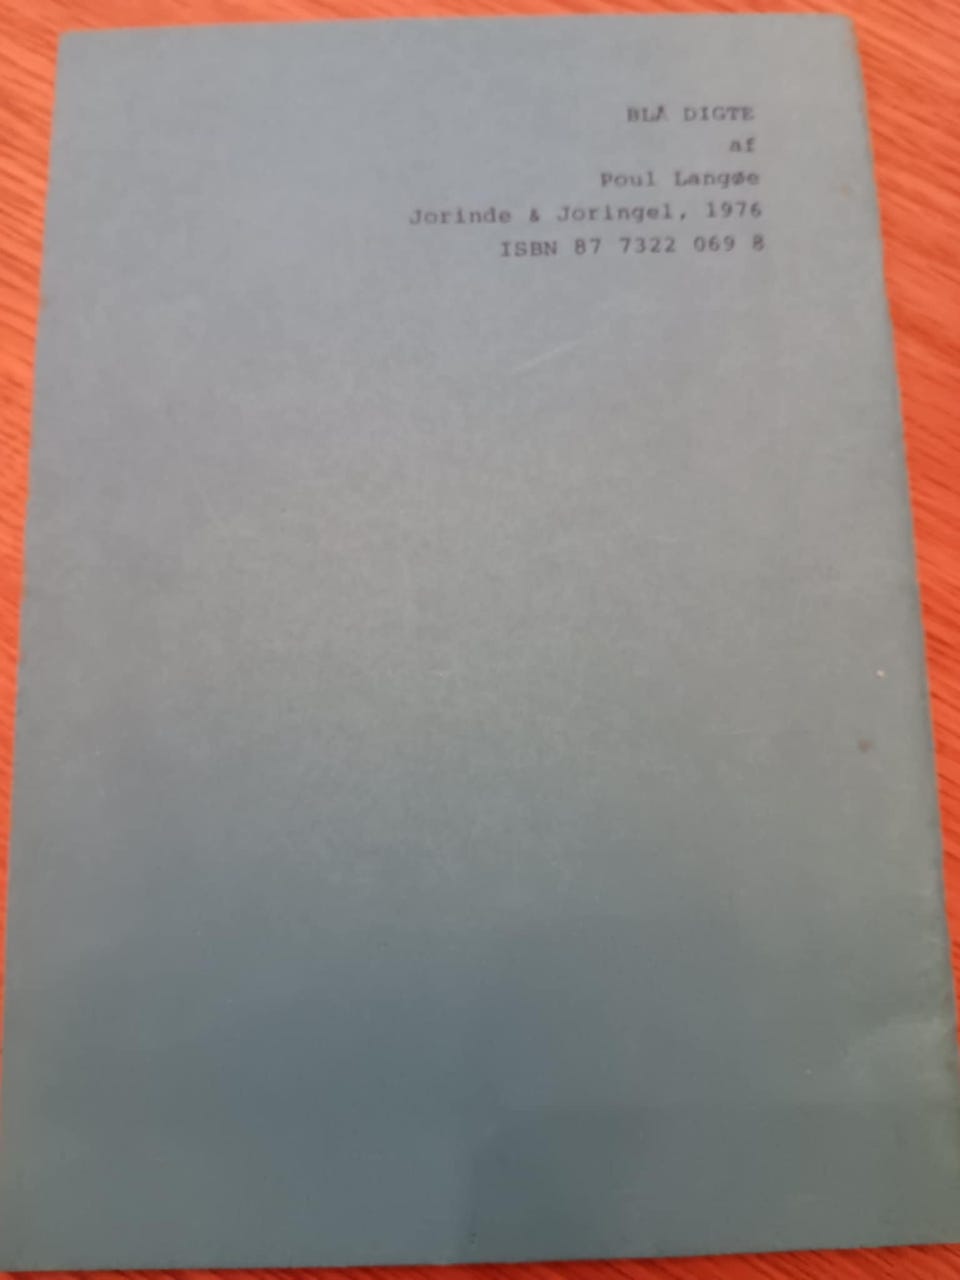 BLÅ DIGTE
af
Poul Langøe
Jorinde & Joringel, 1976
ISBN 87 7322 069 8